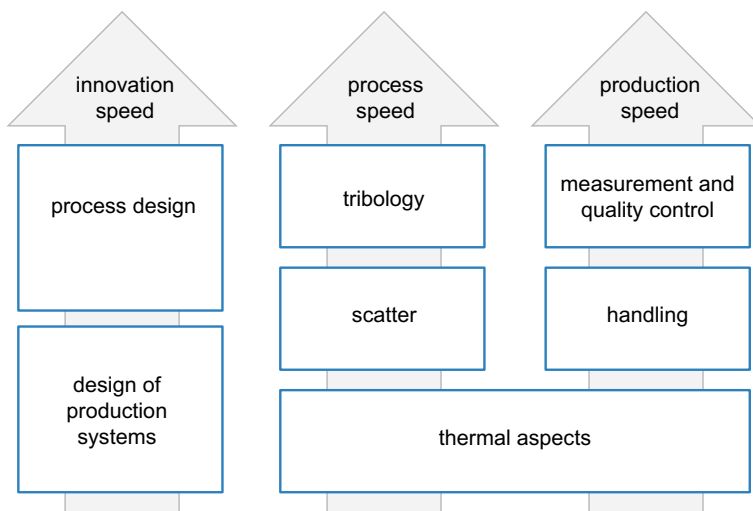 innovation
speed
process
speed
production
speed
process design
tribology
measurement and
quality control
scatter
handling
design of
production
systems
thermal aspects